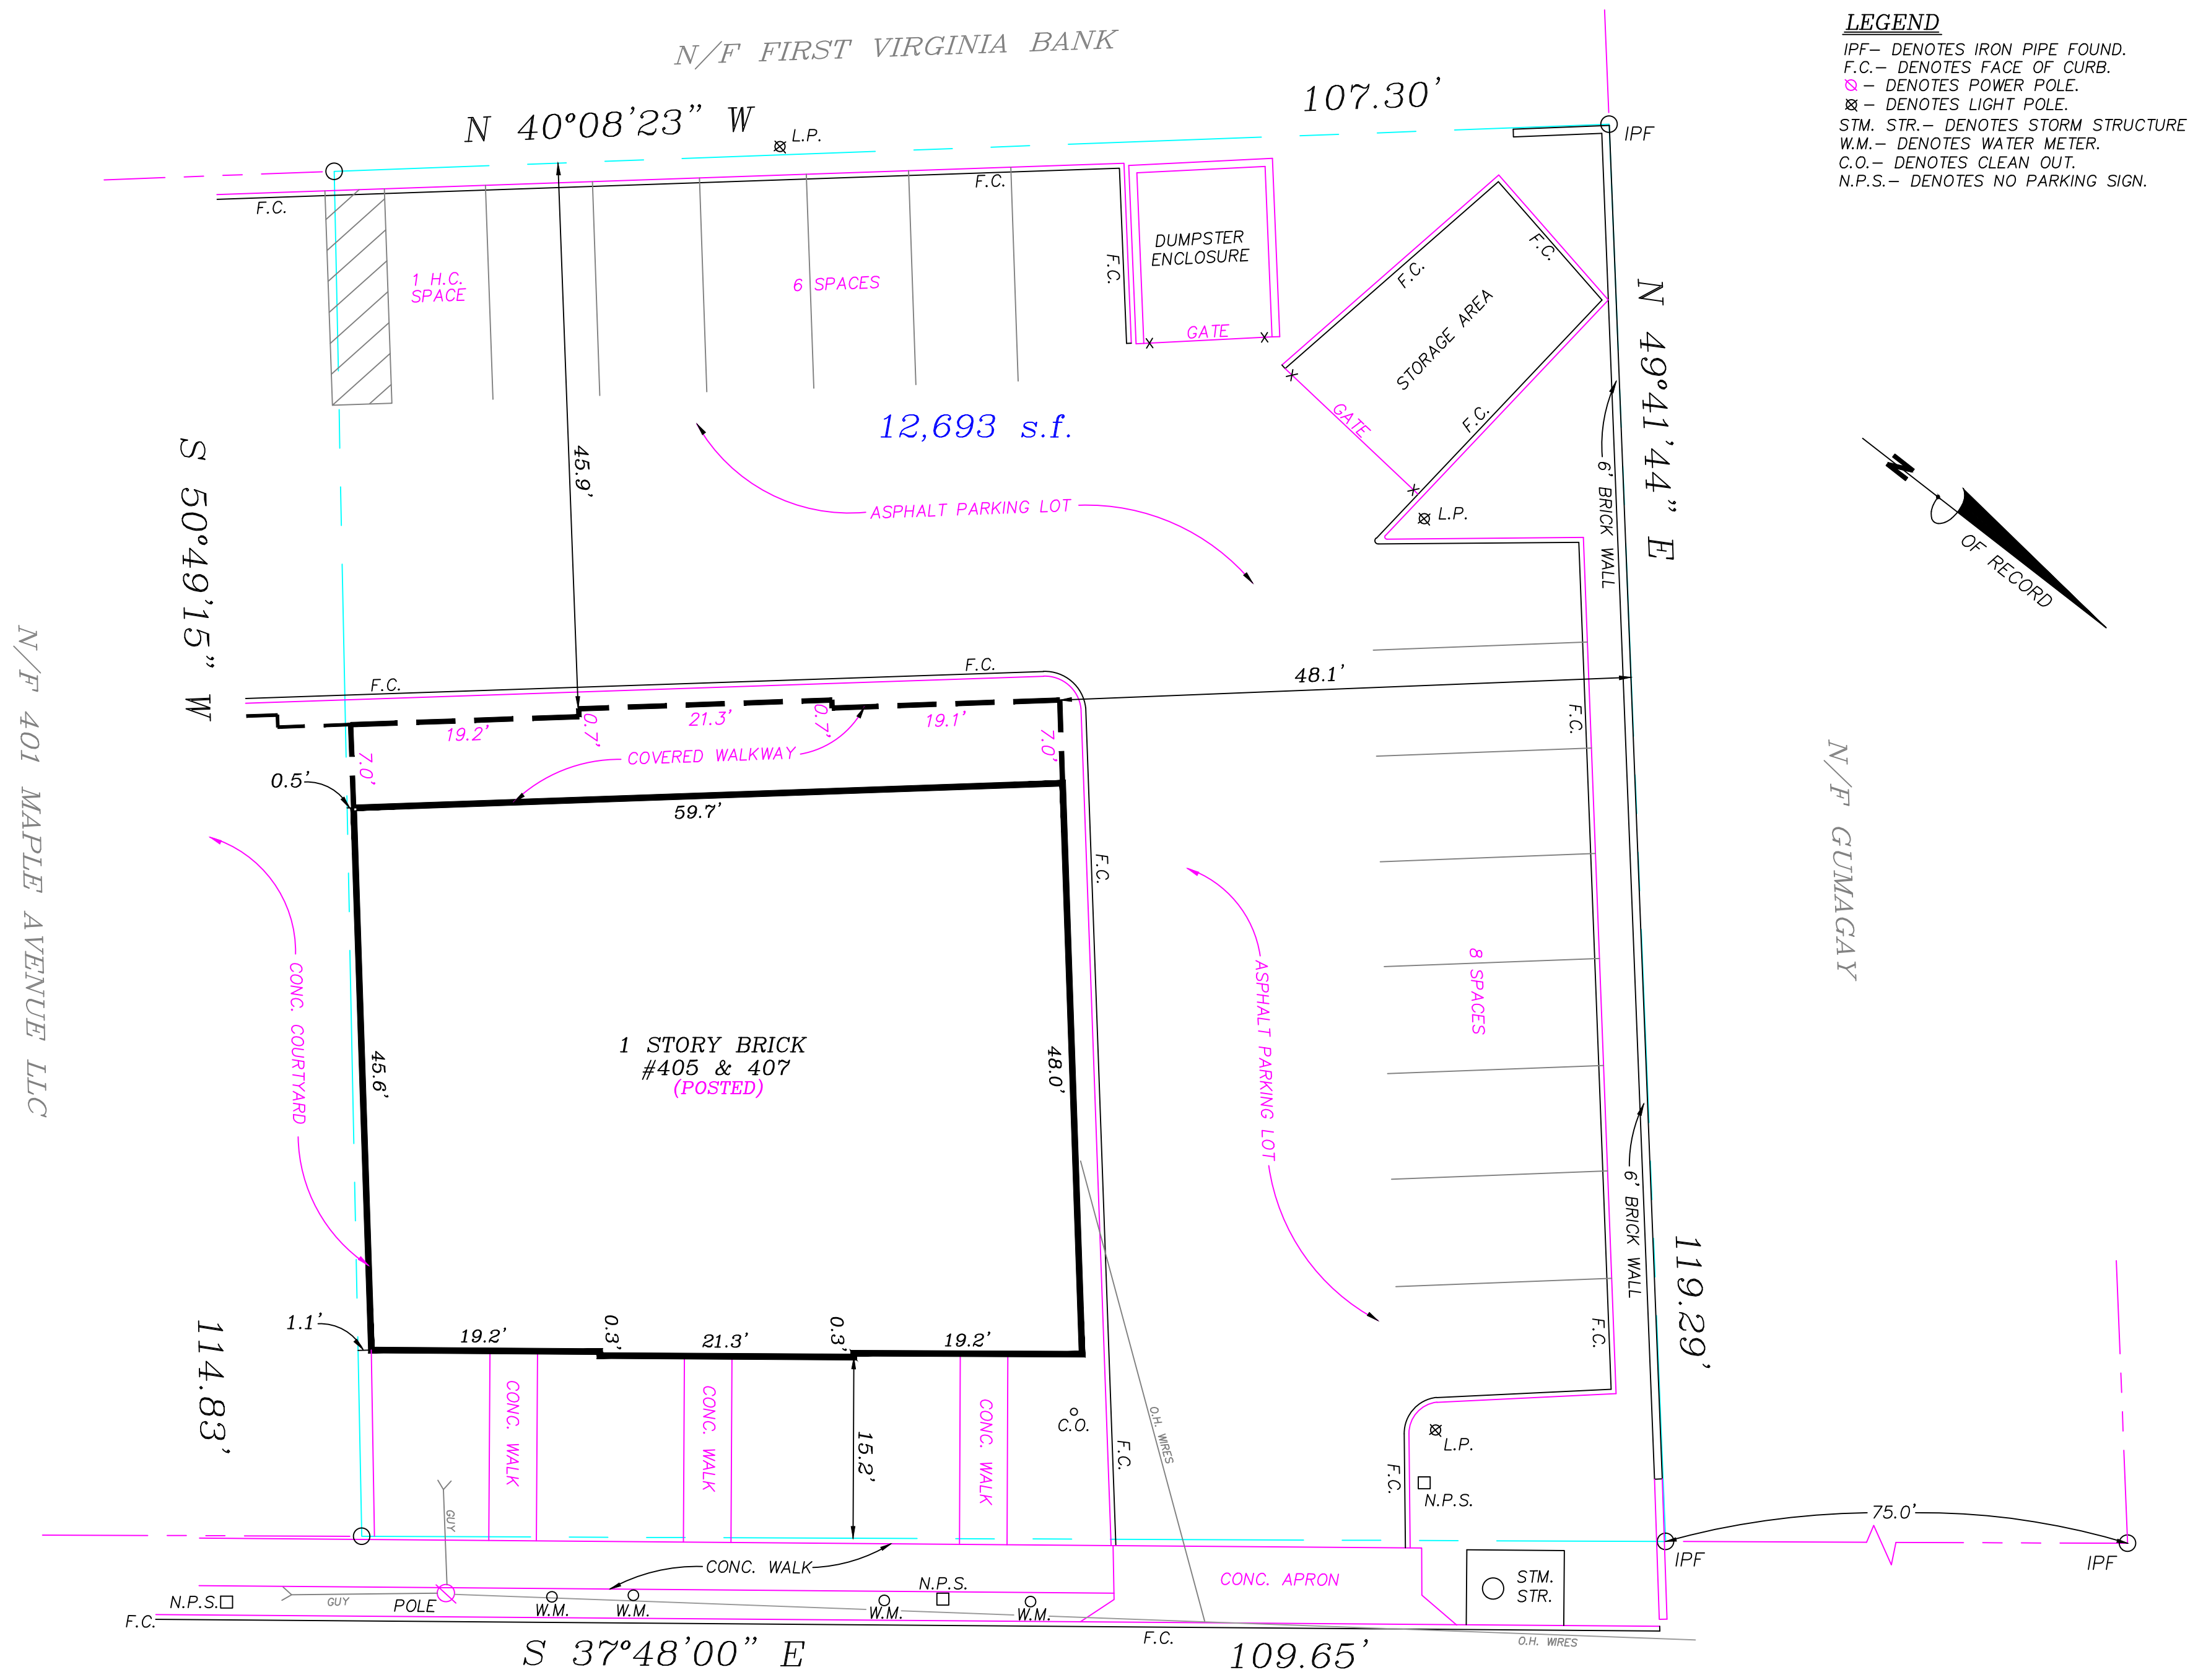 LEGEND
IPF– DENOTES IRON PIPE FOUND.
F.C.– DENOTES FACE OF CURB.
– DENOTES POWER POLE.
– DENOTES LIGHT POLE.
STM. STR.– DENOTES STORM STRUCTURE
W.M.– DENOTES WATER METER.
C.O.– DENOTES CLEAN OUT.
N.P.S.– DENOTES NO PARKING SIGN.
N/F FIRST VIRGINIA BANK
N 40°08'23" W
107.30'
L.P.
IPF
F.C.
F.C.
F.C.
1 H.C.
SPACE
6 SPACES
DUMPSTER
ENCLOSURE
GATE
F.C.
F.C.
STORAGE AREA
F.C.
GATE
L.P.
12,693 s.f.
45.9'
ASPHALT PARKING LOT
6' BRICK WALL
N 49°41'44" E
N
OF RECORD
S 50°49'15" W
N/F 401 MAPLE AVENUE LLC
N/F GUMAGAY
F.C.
F.C.
48.1'
F.C.
19.2'
0.7'
21.3'
0.7'
19.1'
7.0'
7.0'
COVERED WALKWAY
0.5'
59.7'
F.C.
CONC. COURTYARD
45.6'
1 STORY BRICK
#405 & 407
(POSTED)
48.0'
ASPHALT PARKING LOT
8 SPACES
6' BRICK WALL
119.29'
114.83'
1.1'
19.2'
0.3'
21.3'
0.3'
19.2'
F.C.
CONC. WALK
CONC. WALK
CONC. WALK
15.2'
C.O.
F.C.
O.H. WIRES
L.P.
F.C.
N.P.S.
75.0'
IPF
IPF
GUY
CONC. WALK
CONC. APRON
STM.
STR.
N.P.S.
GUY
POLE
W.M.
W.M.
W.M.
N.P.S.
W.M.
F.C.
F.C.
O.H. WIRES
S 37°48'00" E
109.65'